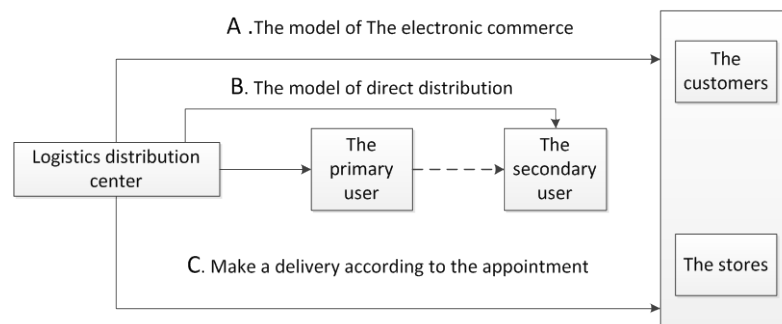 A .The model of The electronic commerce
The
customers
B. The model of direct distribution
Logistics distribution
center
The
primary
user
The
secondary
user
C. Make a delivery according to the appointment
The stores